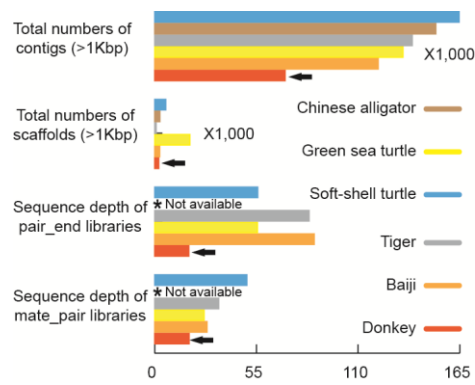 Total numbers of
contigs (>1Kbp)
X1,000
Total numbers of
scaffolds (>1Kbp)
X1,000
Chinese alligator
Green sea turtle
Soft-shell turtle
Tiger
Baiji
Donkey
Sequence depth of
pair_end libraries
* Not available
Sequence depth of
mate_pair libraries
* Not available
0 55 110 165